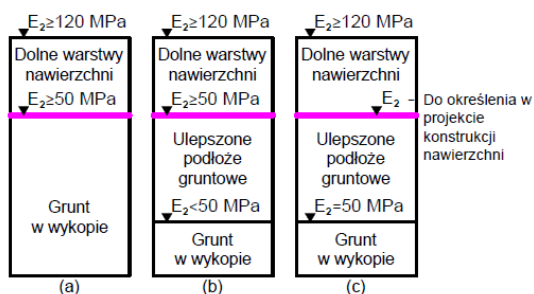 E₂≥120 MPa
Dolne warstwy
nawierzchni
E₂≥50 MPa
Grunt
w wykopie
(a)
E₂≥120 MPa
Dolne warstwy
nawierzchni
E₂≥50 MPa
Ulepszone
podłoże
gruntowe
E₂<50 MPa
Grunt
w wykopie
(b)
E₂≥120 MPa
Dolne warstwy
nawierzchni
E₂ –
Do określenia w
projekcie
konstrukcji
nawierzchni
Ulepszone
podłoże
gruntowe
E₂=50 MPa
Grunt
w wykopie
(c)